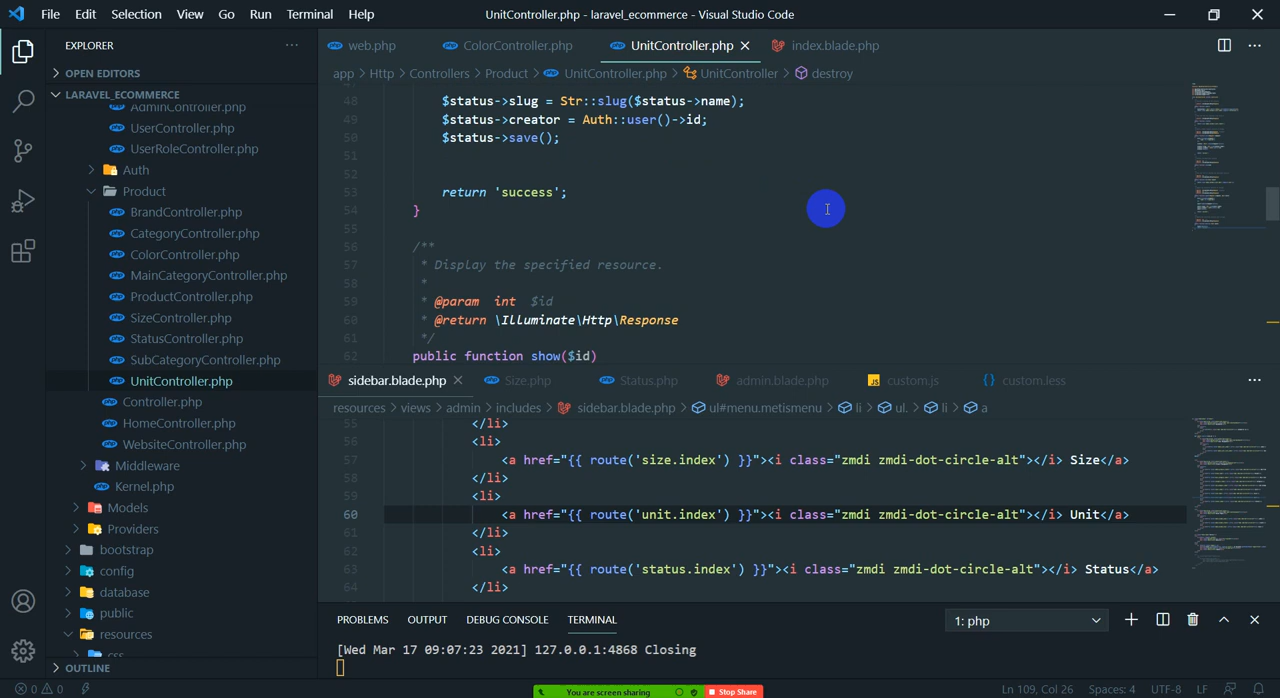 File Edit Selection View Go Run Terminal Help UnitController.php - laravel_ecommerce - Visual Studio Code
EXPLORER
OPEN EDITORS
LARAVEL_ECOMMERCE
AdminController.php
UserController.php
UserRoleController.php
Auth
Product
BrandController.php
CategoryController.php
ColorController.php
MainCategoryController.php
ProductController.php
SizeController.php
StatusController.php
SubCategoryController.php
UnitController.php
Controller.php
HomeController.php
WebsiteController.php
Middleware
Kernel.php
Models
Providers
bootstrap
config
database
public
resources
css
OUTLINE
web.php ColorController.php UnitController.php index.blade.php
app > Http > Controllers > Product > UnitController.php > UnitController > destroy
48 $status->slug = Str::slug($status->name);
49 $status->creator = Auth::user()->id;
50 $status->save();
51
52
53 return 'success';
54 }
55
56 /**
57 * Display the specified resource.
58 *
59 * @param int $id
60 * @return \Illuminate\Http\Response
61 */
62 public function show($id)
sidebar.blade.php Size.php Status.php admin.blade.php custom.js custom.less
resources > views > admin > includes > sidebar.blade.php > ul#menu.metismenu > li > ul. > li > a
55 </li>
56 <li>
57 <a href="{{ route('size.index') }}"><i class="zmdi zmdi-dot-circle-alt"></i> Size</a>
58 </li>
59 <li>
60 <a href="{{ route('unit.index') }}"><i class="zmdi zmdi-dot-circle-alt"></i> Unit</a>
61 </li>
62 <li>
63 <a href="{{ route('status.index') }}"><i class="zmdi zmdi-dot-circle-alt"></i> Status</a>
64 </li>
PROBLEMS OUTPUT DEBUG CONSOLE TERMINAL 1: php
[Wed Mar 17 09:07:23 2021] 127.0.0.1:4868 Closing
0 0 You are screen sharing Stop Share Ln 109, Col 26 Spaces: 4 UTF-8 LF PHP